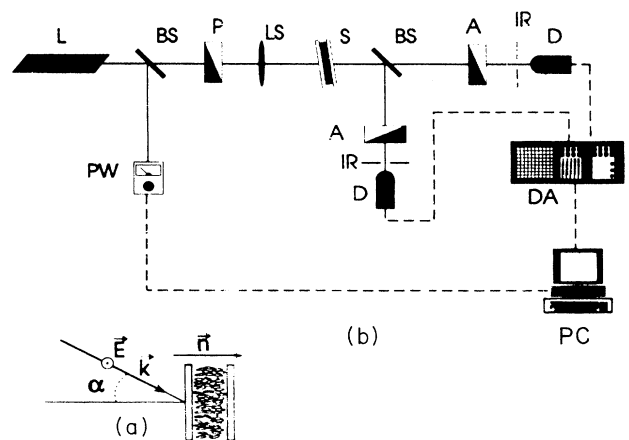 L BS P LS S BS A IR D
A
IR
PW D DA
(b) PC
E⃗ n⃗
k⃗
α
(a)